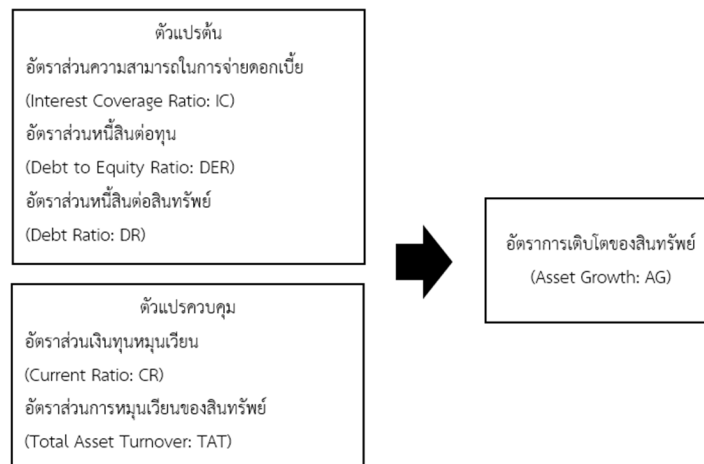 ตัวแปรต้น
อัตราส่วนความสามารถในการจ่ายดอกเบี้ย
(Interest Coverage Ratio: IC)
อัตราส่วนหนี้สินต่อทุน
(Debt to Equity Ratio: DER)
อัตราส่วนหนี้สินต่อสินทรัพย์
(Debt Ratio: DR)
ตัวแปรควบคุม
อัตราส่วนเงินทุนหมุนเวียน
(Current Ratio: CR)
อัตราส่วนการหมุนเวียนของสินทรัพย์
(Total Asset Turnover: TAT)
อัตราการเติบโตของสินทรัพย์
(Asset Growth: AG)